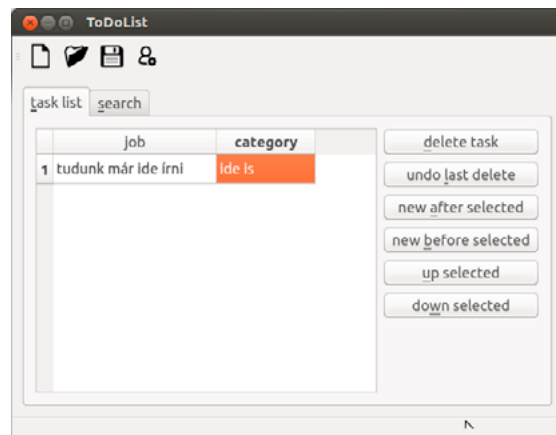 ToDoList
task list search
job category
1 tudunk már ide írni ide is
delete task
undo last delete
new after selected
new before selected
up selected
down selected